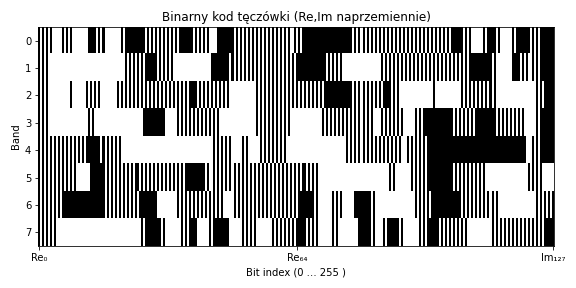 Binarny kod tęczówki (Re,Im naprzemiennie)
Band
0
1
2
3
4
5
6
7
Re₀
Re₆₄
Im₁₂₇
Bit index (0 … 255 )